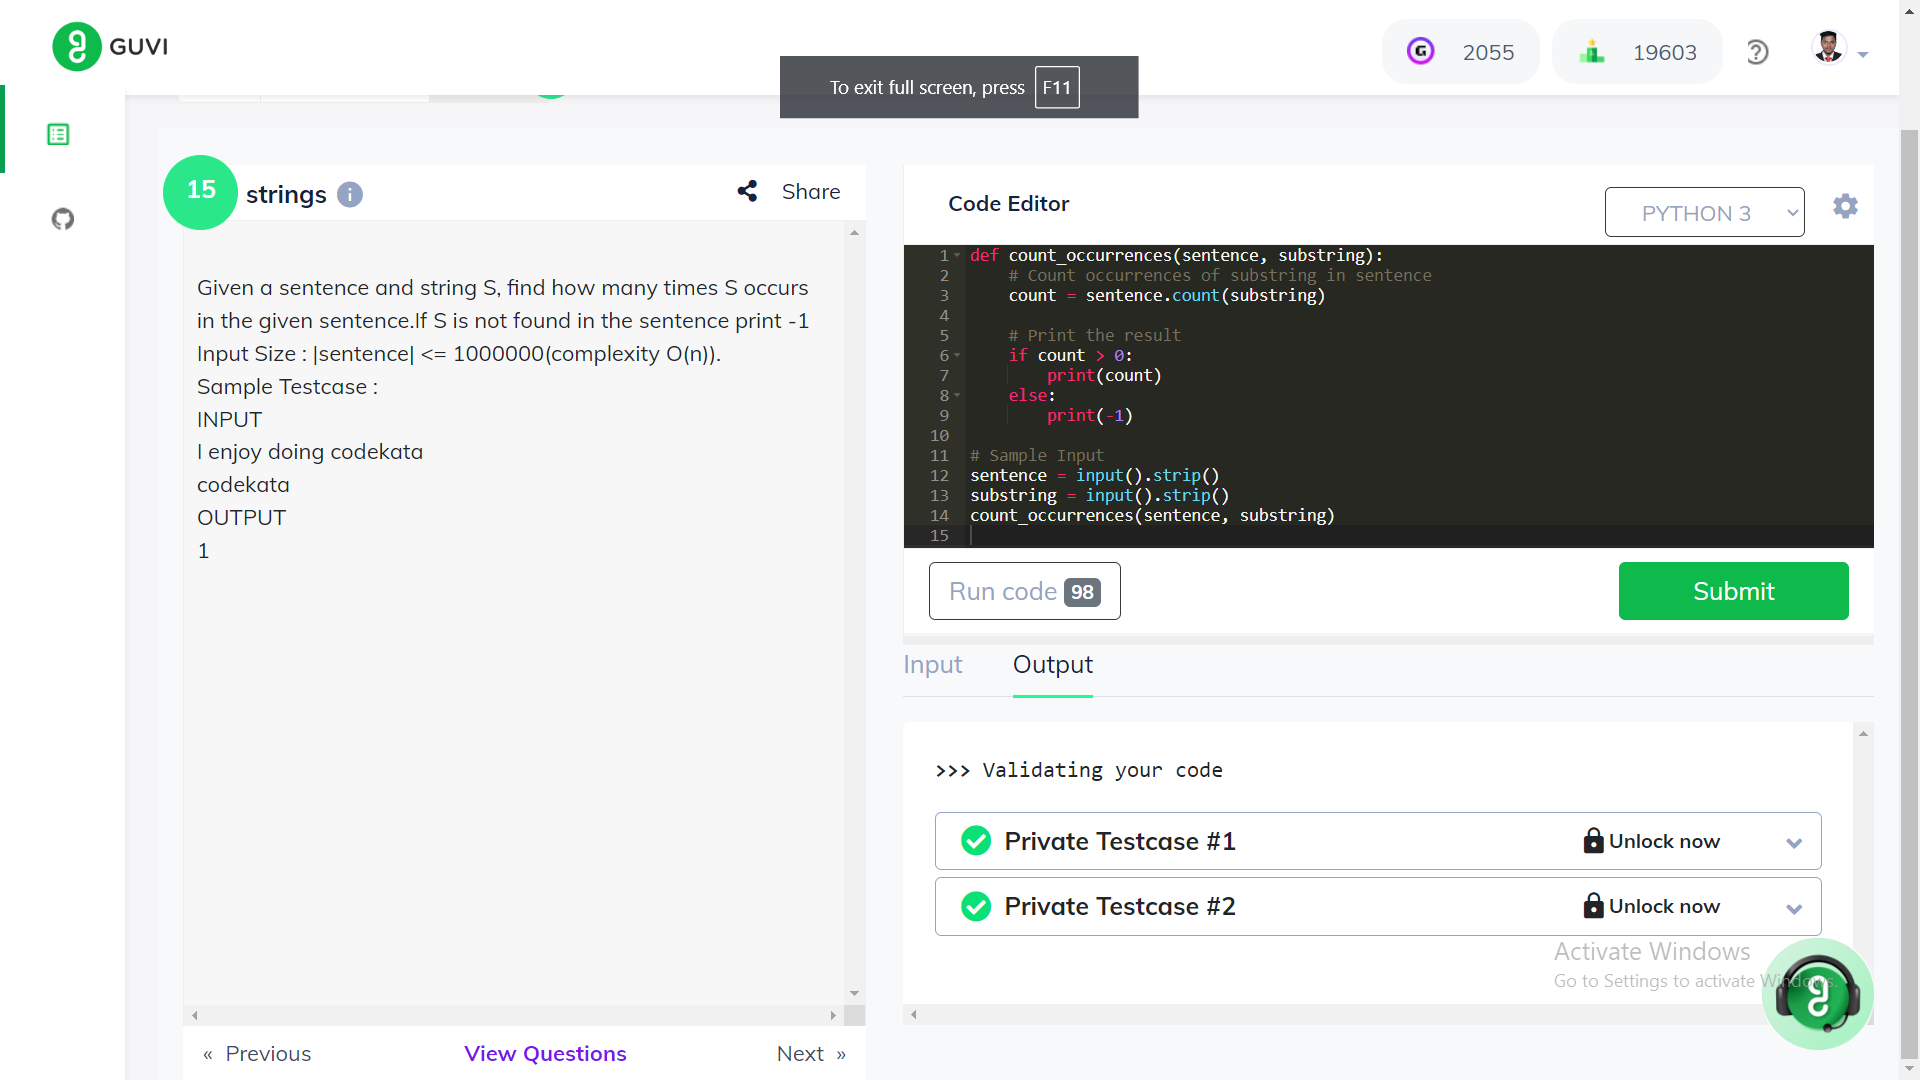 GUVI
2055
19603
To exit full screen, press F11
15
strings
Share
Given a sentence and string S, find how many times S occurs
in the given sentence.If S is not found in the sentence print -1
Input Size : |sentence| <= 1000000(complexity O(n)).
Sample Testcase :
INPUT
I enjoy doing codekata
codekata
OUTPUT
1
« Previous
View Questions
Next »
Code Editor
PYTHON 3
1 def count_occurrences(sentence, substring):
2 # Count occurrences of substring in sentence
3 count = sentence.count(substring)
4
5 # Print the result
6 if count > 0:
7 print(count)
8 else:
9 print(-1)
10
11 # Sample Input
12 sentence = input().strip()
13 substring = input().strip()
14 count_occurrences(sentence, substring)
15
Run code 98
Submit
Input
Output
>>> Validating your code
Private Testcase #1
Unlock now
Private Testcase #2
Unlock now
Activate Windows
Go to Settings to activate Windows.